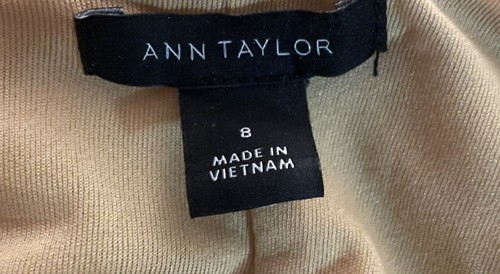 ANN TAYLOR
8
MADE IN
VIETNAM